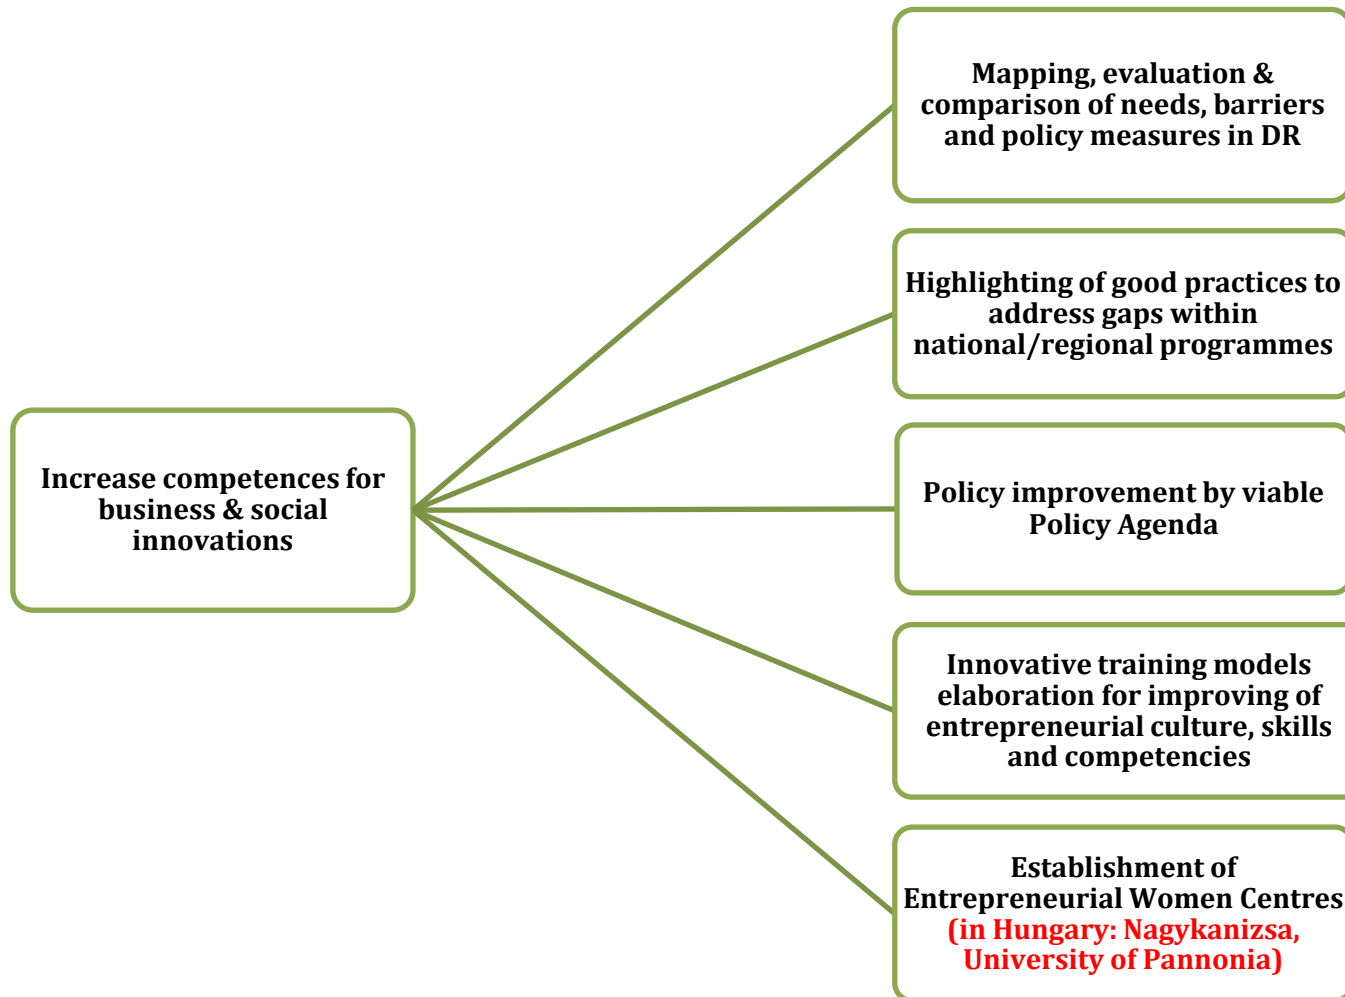 Mapping, evaluation &
comparison of needs, barriers
and policy measures in DR
Highlighting of good practices to
address gaps within
national/regional programmes
Increase competences for
business & social
innovations
Policy improvement by viable
Policy Agenda
Innovative training models
elaboration for improving of
entrepreneurial culture, skills
and competencies
Establishment of
Entrepreneurial Women Centres
(in Hungary: Nagykanizsa,
University of Pannonia)